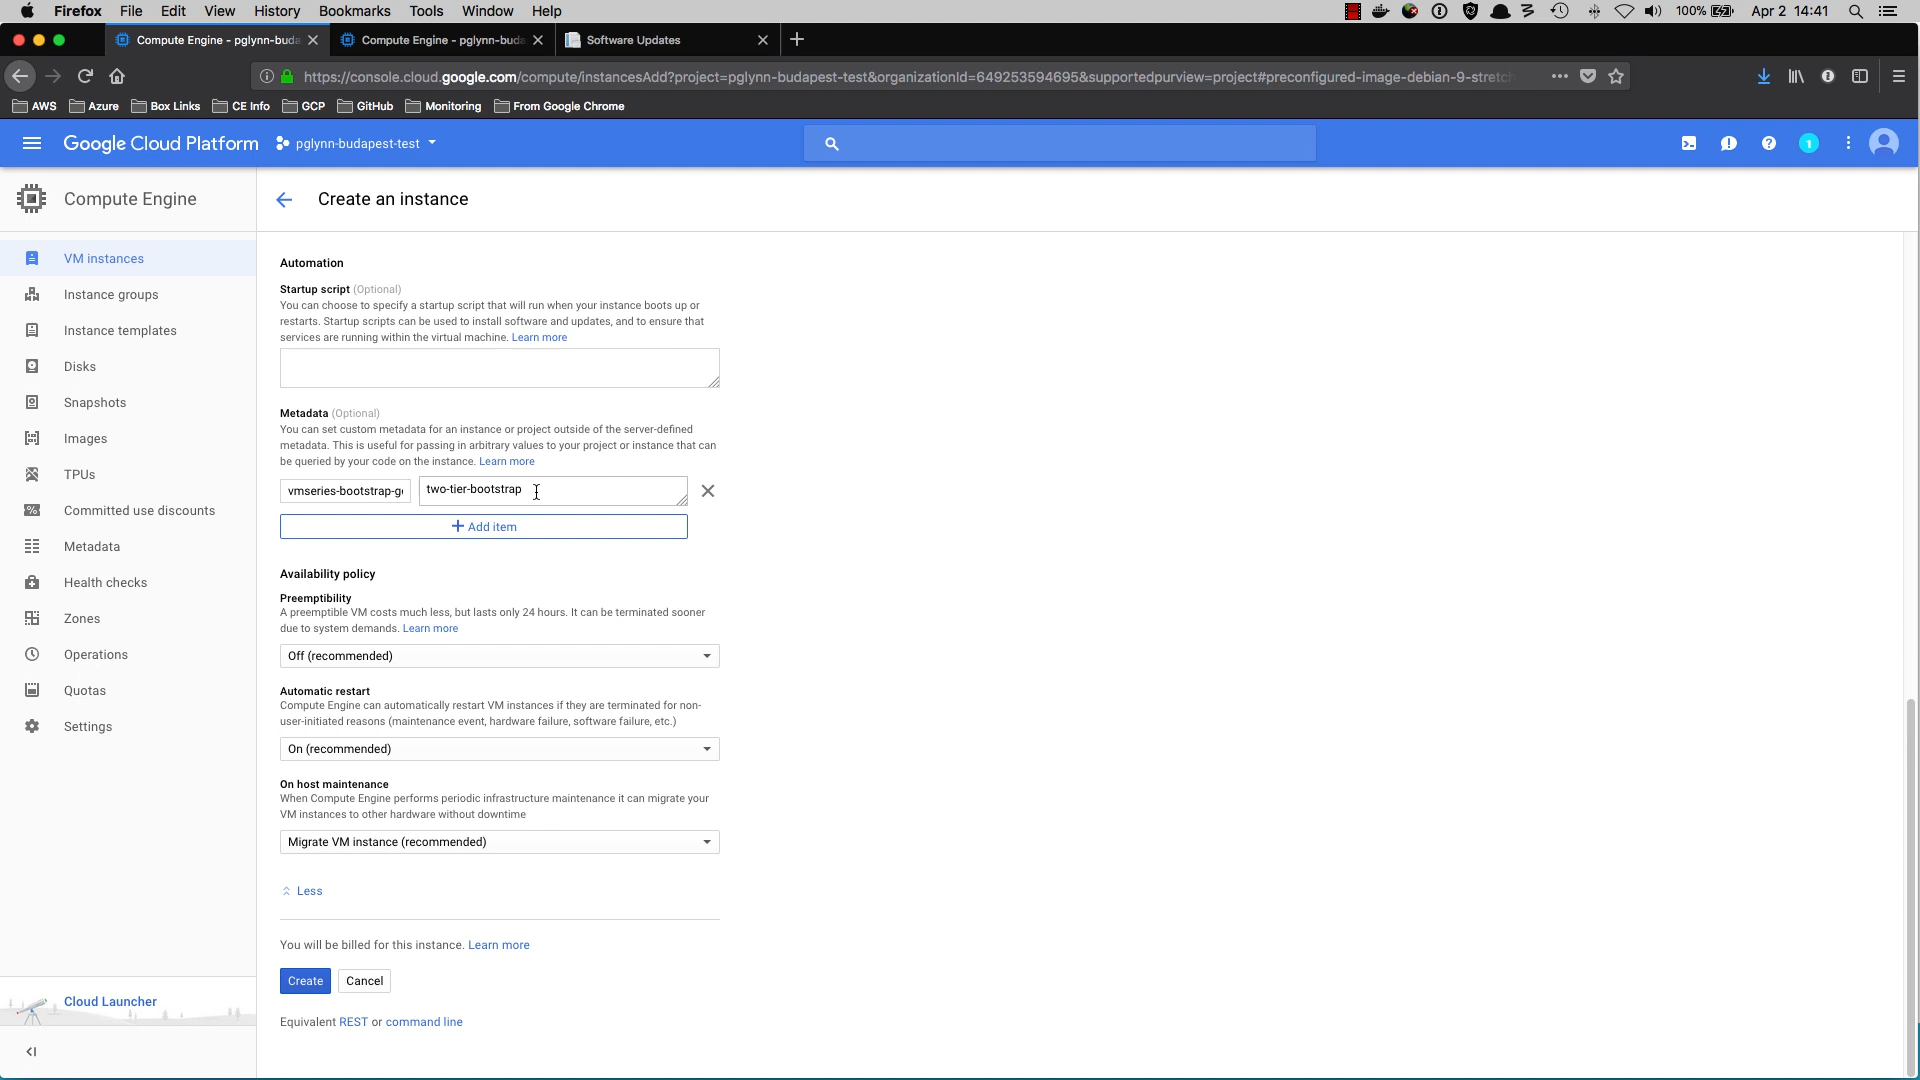 Firefox File Edit View History Bookmarks Tools Window Help
100% Apr 2 14:41
Compute Engine - pglynn-buda
Compute Engine - pglynn-buda
Software Updates
https://console.cloud.google.com/compute/instancesAdd?project=pglynn-budapest-test&organizationId=649253594695&supportedpurview=project#preconfigured-image-debian-9-stretch
AWS Azure Box Links CE Info GCP GitHub Monitoring From Google Chrome
Google Cloud Platform pglynn-budapest-test
1
Compute Engine
Create an instance
VM instances
Instance groups
Instance templates
Disks
Snapshots
Images
TPUs
Committed use discounts
Metadata
Health checks
Zones
Operations
Quotas
Settings
Cloud Launcher
Automation
Startup script (Optional)
You can choose to specify a startup script that will run when your instance boots up or
restarts. Startup scripts can be used to install software and updates, and to ensure that
services are running within the virtual machine. Learn more
Metadata (Optional)
You can set custom metadata for an instance or project outside of the server-defined
metadata. This is useful for passing in arbitrary values to your project or instance that can
be queried by your code on the instance. Learn more
vmseries-bootstrap-g
two-tier-bootstrap
Add item
Availability policy
Preemptibility
A preemptible VM costs much less, but lasts only 24 hours. It can be terminated sooner
due to system demands. Learn more
Off (recommended)
Automatic restart
Compute Engine can automatically restart VM instances if they are terminated for non-
user-initiated reasons (maintenance event, hardware failure, software failure, etc.)
On (recommended)
On host maintenance
When Compute Engine performs periodic infrastructure maintenance it can migrate your
VM instances to other hardware without downtime
Migrate VM instance (recommended)
Less
You will be billed for this instance. Learn more
Create
Cancel
Equivalent REST or command line